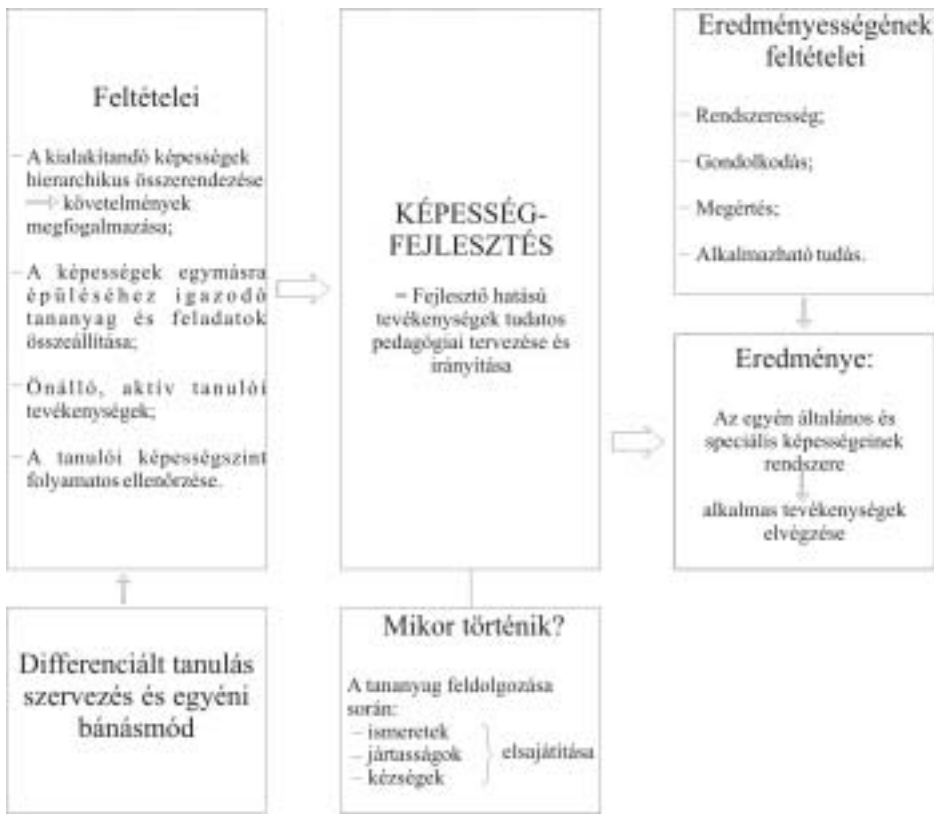 Feltételei
– A kialakítandó képességek
hierarchikus összerendezése
⟶ követelmények
megfogalmazása;
– A képességek egymásra
épüléséhez igazodó
tananyag és feladatok
összeállítása;
– Önálló, aktív tanulói
tevékenységek;
– A tanulói képességszint
folyamatos ellenőrzése.
Differenciált tanulás
szervezés és egyéni
bánásmód
KÉPESSÉG-
FEJLESZTÉS
= Fejlesztő hatású
tevékenységek tudatos
pedagógiai tervezése és
irányítása
Mikor történik?
A tananyag feldolgozása
során:
– ismeretek
– jártasságok
– kézségek
elsajátítása
Eredményességének
feltételei
– Rendszeresség;
– Gondolkodás;
– Megértés;
– Alkalmazható tudás.
Eredménye:
Az egyén általános és
speciális képességeinek
rendszere
alkalmas tevékenységek
elvégzése